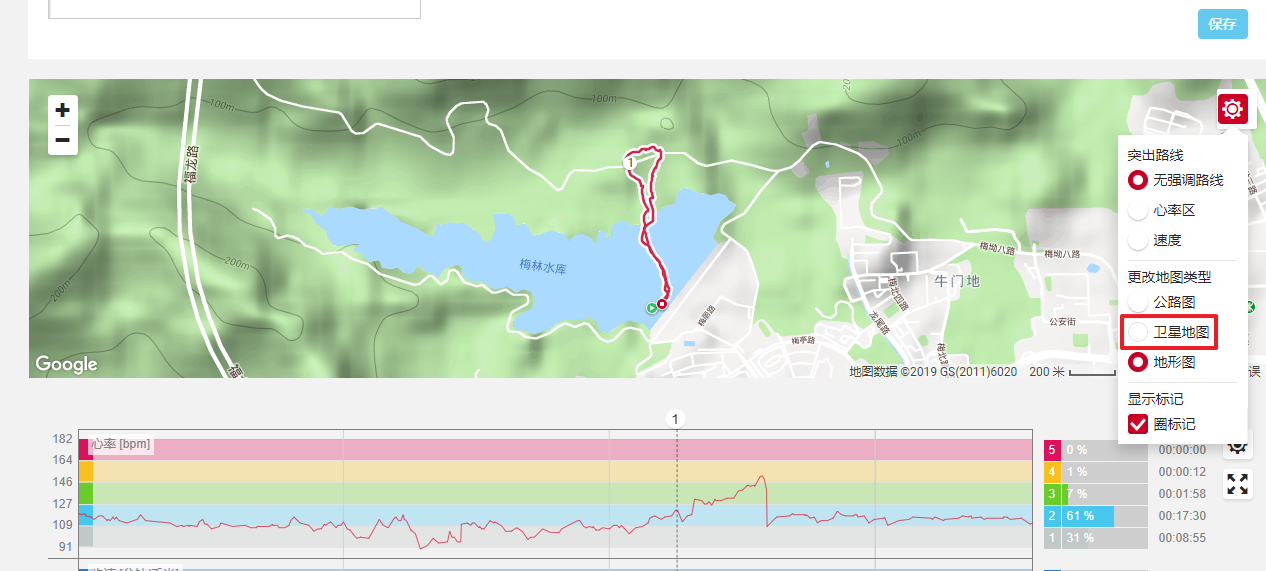 保存
100m
100m
100m
200m
200m
20
福龙路
福
1
梅林水库
梅坳八路
梅坳八路
牛门地
梅北四路
龙尾路
梅丽路
梅亭路
梅北
公安街
三路
Google
地图数据 ©2019 GS(2011)6020 200 米
误
突出路线
无强调路线
心率区
速度
更改地图类型
公路图
卫星地图
地形图
显示标记
圈标记
1
182
164
146
127
109
91
心率 [bpm]
5 0 % 00:00:00
4 1 % 00:00:12
3 7 % 00:01:58
2 61 % 00:17:30
1 31 % 00:08:55